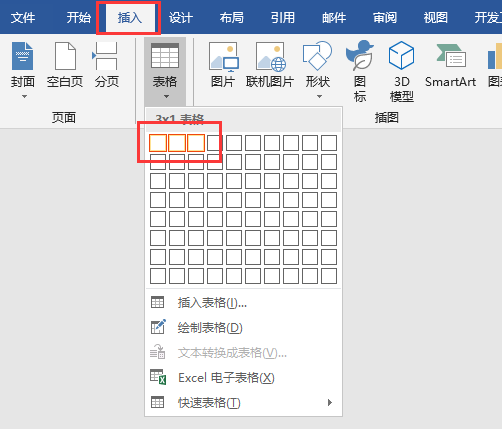 文件 开始 插入 设计 布局 引用 邮件 审阅 视图 开发
封面 空白页 分页 表格 图片 联机图片 形状 图标 3D模型 SmartArt
页面 插图
3x1 表格
插入表格(I)...
绘制表格(D)
文本转换成表格(V)...
Excel 电子表格(X)
快速表格(T)